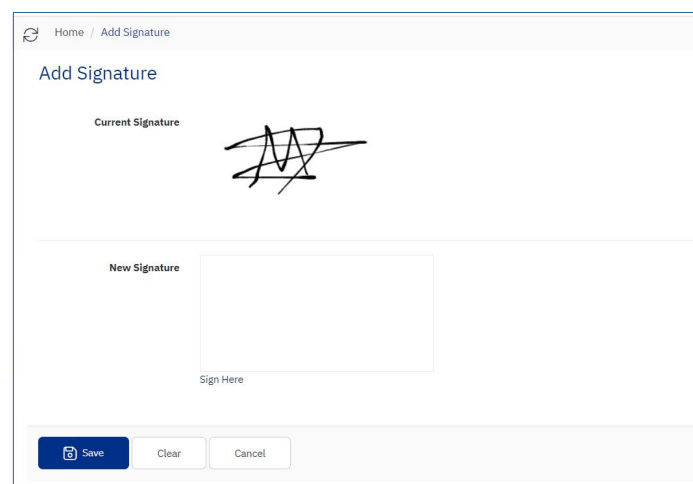 Home / Add Signature
Add Signature
Current Signature
New Signature
Sign Here
Save Clear Cancel